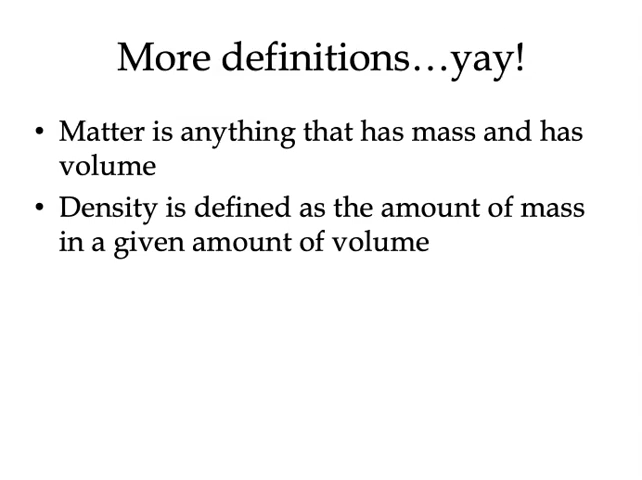 More definitions…yay!
• Matter is anything that has mass and has
volume
• Density is defined as the amount of mass
in a given amount of volume